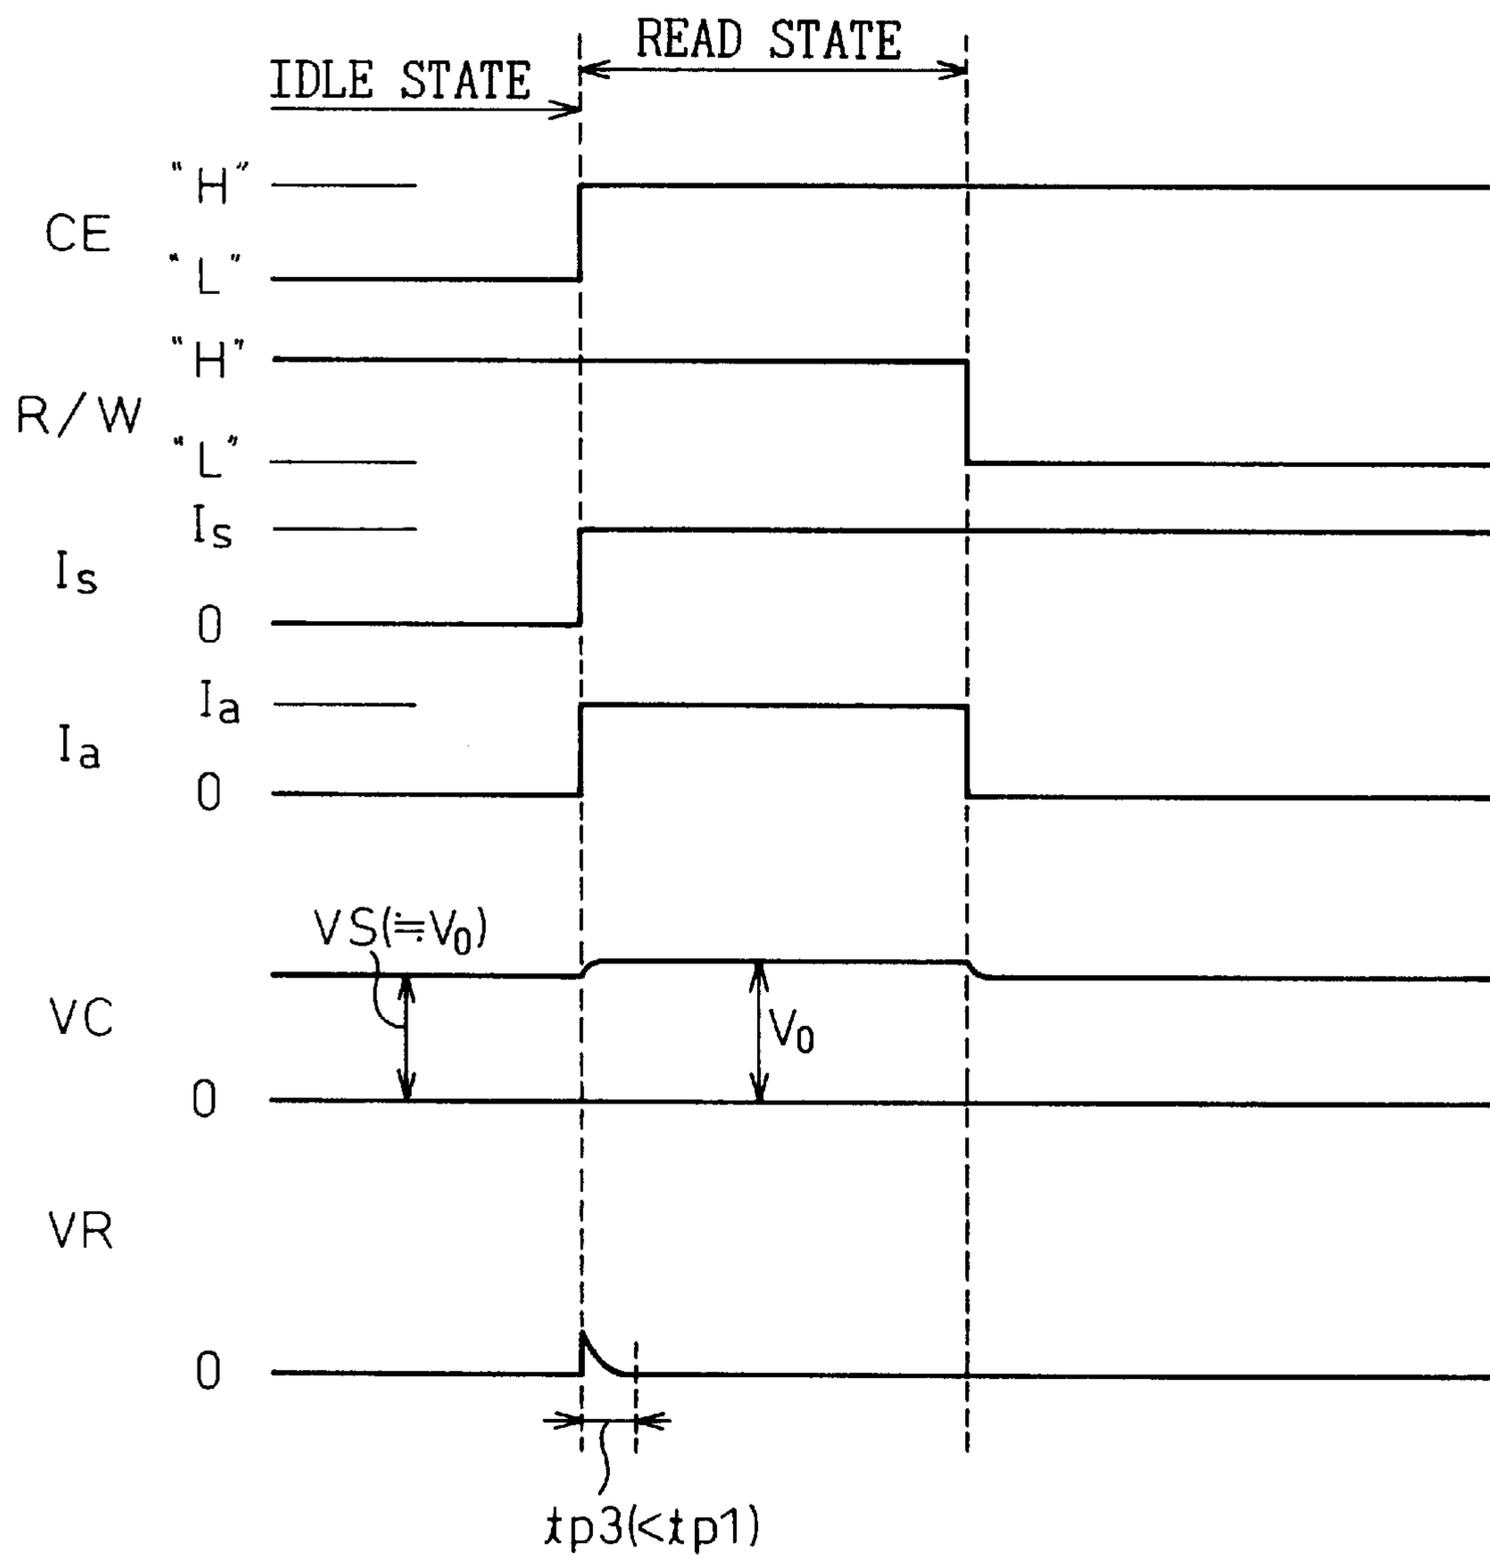 READ STATE
IDLE STATE
"H"
CE
"L"
"H"
R/W
"L"
Is
Is
0
Ia
Ia
0
VS(≒V₀)
VC
V₀
0
VR
0
tp3(<tp1)